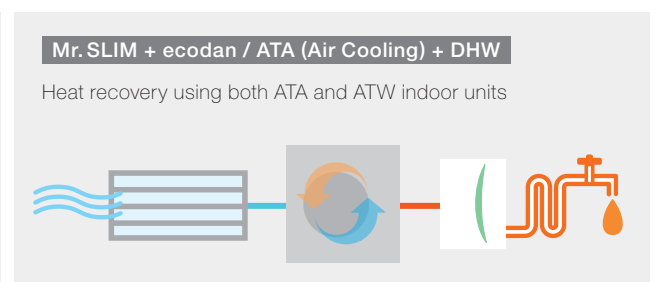 Mr. SLIM + ecodan / ATA (Air Cooling) + DHW
Heat recovery using both ATA and ATW indoor units